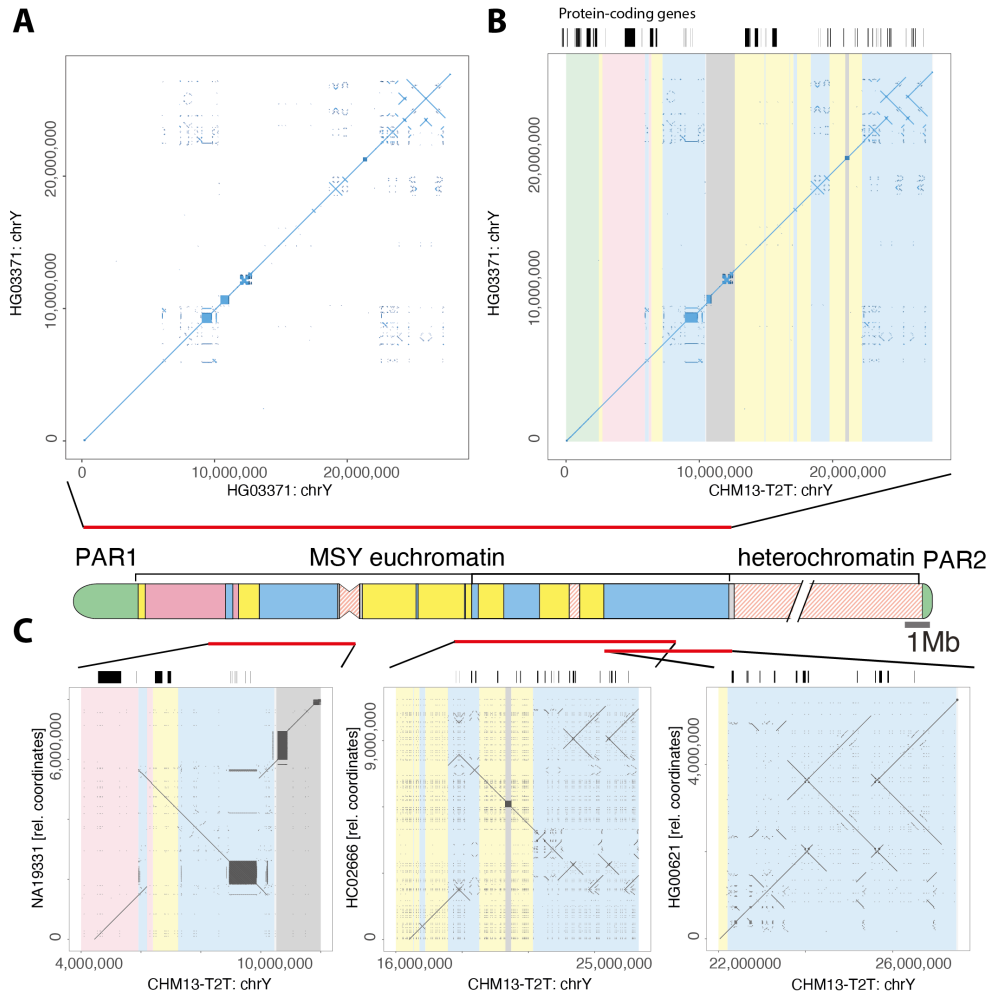 A
B
Protein-coding genes
HG03371: chrY
0
10,000,000
20,000,000
0
10,000,000
20,000,000
HG03371: chrY
HG03371: chrY
0
10,000,000
20,000,000
0
10,000,000
20,000,000
CHM13-T2T: chrY
PAR1
MSY euchromatin
heterochromatin
PAR2
1Mb
C
NA19331 [rel. coordinates]
0
6,000,000
4,000,000
10,000,000
CHM13-T2T: chrY
HC02666 [rel. coordinates]
0
9,000,000
16,000,000
25,000,000
CHM13-T2T: chrY
HG00621 [rel. coordinates]
0
4,000,000
22,000000
26,000,000
CHM13-T2T: chrY